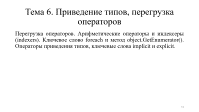 Тема 6. Приведение типов, перегрузка
операторов
Перегрузка операторов. Арифметические операторы и индексеры
(indexers). Ключевое слово foreach и метод object.GetEnumerator().
Операторы приведения типов, ключевые слова implicit и explicit.